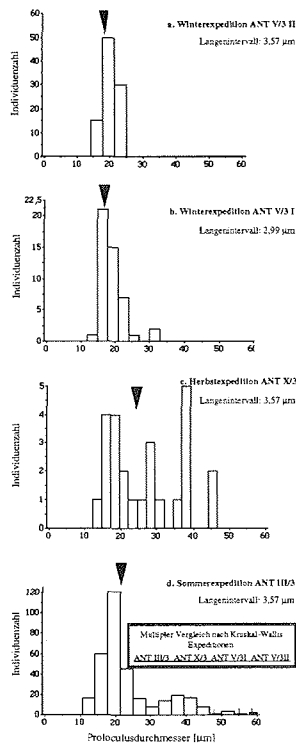 a. Winterexpedition ANT V/3 II
Langenintervall: 3,57 µm
Individuenzahl
60
50
40
30
20
10
0
0 10 20 30 40 50 60
b. Winterexpedition ANT V/3 I
Langenintervall: 2,99 µm
Individuenzahl
22,5
20
15
10
5
0
0 10 20 30 40 50 60
c. Herbstexpedition ANT X/3
Langenintervall: 3,57 µm
Individuenzahl
5
4
3
2
1
0
0 10 20 30 40 50 60
d. Sommerexpedition ANT III/3
Langenintervall: 3,57 µm
Multipler Vergleich nach Kruskal-Wallis
Expeditionen
ANT III/3 ANT X/3 ANT V/3I ANT V/3II
Individuenzahl
120
100
80
60
40
20
0
0 10 20 30 40 50 60
Proloculusdurchmesser [µm]